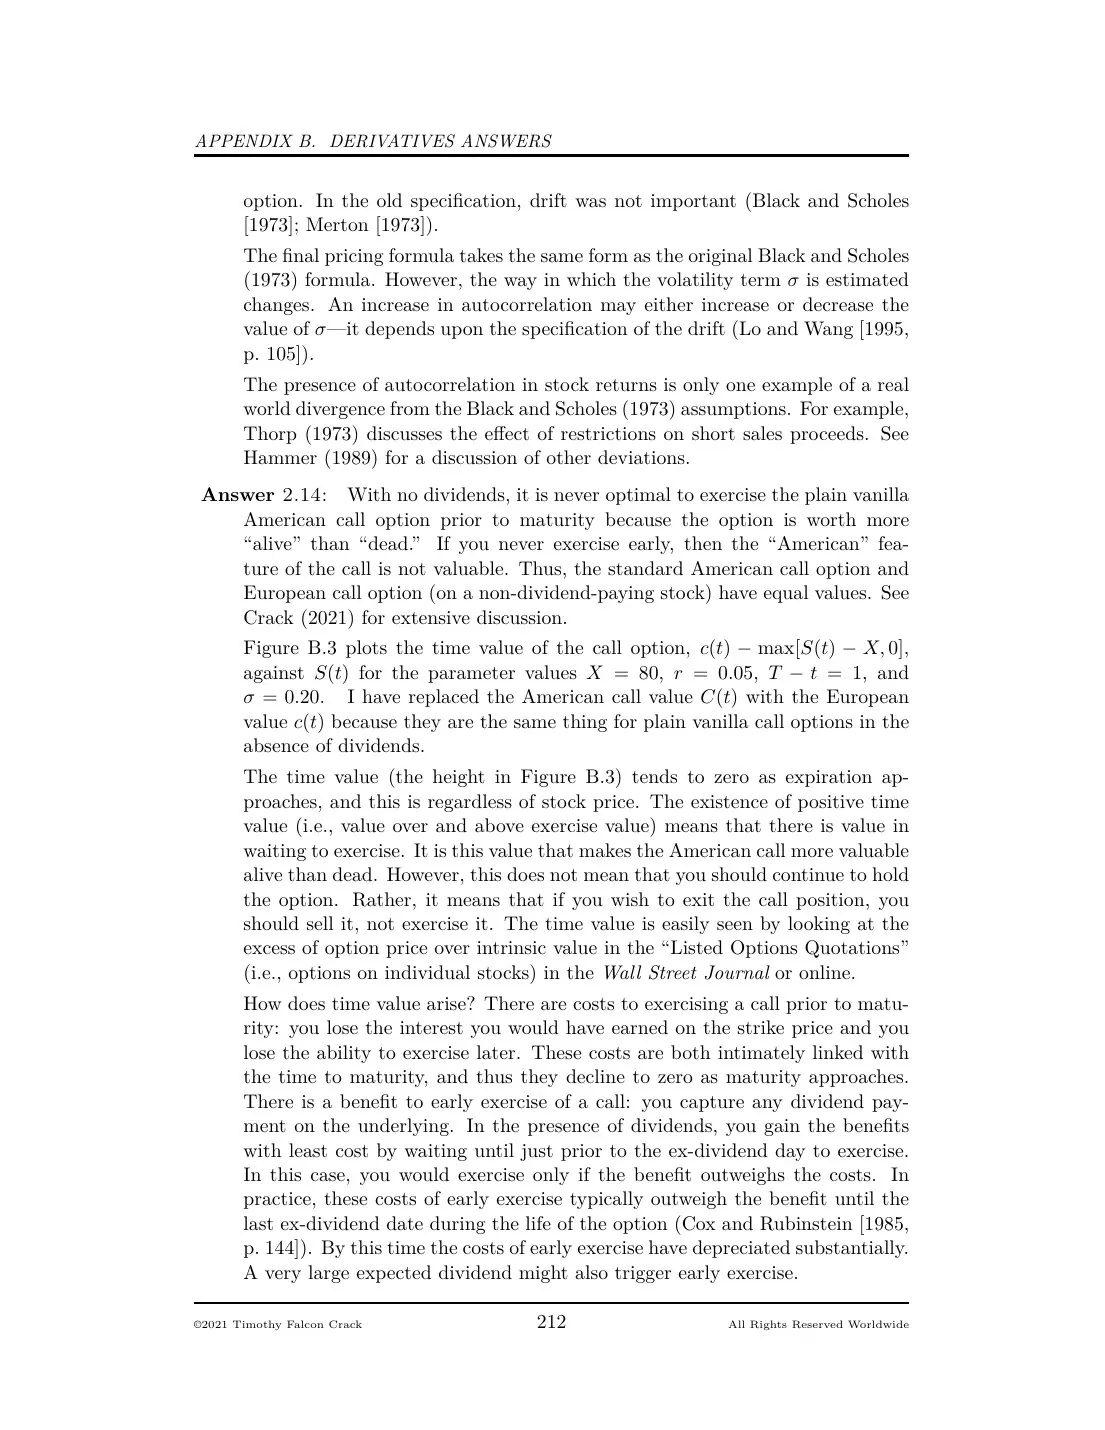 APPENDIX B. DERIVATIVES ANSWERS
option. In the old specification, drift was not important (Black and Scholes
[1973]; Merton [1973]).
The final pricing formula takes the same form as the original Black and Scholes
(1973) formula. However, the way in which the volatility term σ is estimated
changes. An increase in autocorrelation may either increase or decrease the
value of σ—it depends upon the specification of the drift (Lo and Wang [1995,
p. 105]).
The presence of autocorrelation in stock returns is only one example of a real
world divergence from the Black and Scholes (1973) assumptions. For example,
Thorp (1973) discusses the effect of restrictions on short sales proceeds. See
Hammer (1989) for a discussion of other deviations.
Answer 2.14: With no dividends, it is never optimal to exercise the plain vanilla
American call option prior to maturity because the option is worth more
“alive” than “dead.” If you never exercise early, then the “American” fea-
ture of the call is not valuable. Thus, the standard American call option and
European call option (on a non-dividend-paying stock) have equal values. See
Crack (2021) for extensive discussion.
Figure B.3 plots the time value of the call option, c(t) − max[S(t) − X, 0],
against S(t) for the parameter values X = 80, r = 0.05, T − t = 1, and
σ = 0.20. I have replaced the American call value C(t) with the European
value c(t) because they are the same thing for plain vanilla call options in the
absence of dividends.
The time value (the height in Figure B.3) tends to zero as expiration ap-
proaches, and this is regardless of stock price. The existence of positive time
value (i.e., value over and above exercise value) means that there is value in
waiting to exercise. It is this value that makes the American call more valuable
alive than dead. However, this does not mean that you should continue to hold
the option. Rather, it means that if you wish to exit the call position, you
should sell it, not exercise it. The time value is easily seen by looking at the
excess of option price over intrinsic value in the “Listed Options Quotations”
(i.e., options on individual stocks) in the Wall Street Journal or online.
How does time value arise? There are costs to exercising a call prior to matu-
rity: you lose the interest you would have earned on the strike price and you
lose the ability to exercise later. These costs are both intimately linked with
the time to maturity, and thus they decline to zero as maturity approaches.
There is a benefit to early exercise of a call: you capture any dividend pay-
ment on the underlying. In the presence of dividends, you gain the benefits
with least cost by waiting until just prior to the ex-dividend day to exercise.
In this case, you would exercise only if the benefit outweighs the costs. In
practice, these costs of early exercise typically outweigh the benefit until the
last ex-dividend date during the life of the option (Cox and Rubinstein [1985,
p. 144]). By this time the costs of early exercise have depreciated substantially.
A very large expected dividend might also trigger early exercise.
©2021 Timothy Falcon Crack 212 All Rights Reserved Worldwide